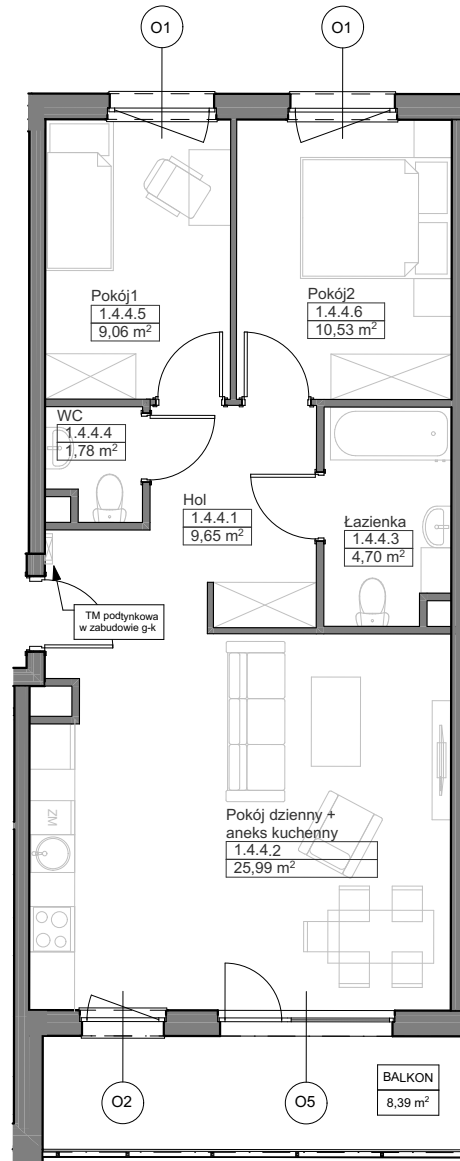 O1
O1
Pokój1
1.4.4.5
9,06 m²
Pokój2
1.4.4.6
10,53 m²
WC
1.4.4.4
1,78 m²
Hol
1.4.4.1
9,65 m²
Łazienka
1.4.4.3
4,70 m²
TM podtynkowa
w zabudowie g-k
ZM
Pokój dzienny +
aneks kuchenny
1.4.4.2
25,99 m²
O2
O5
BALKON
8,39 m²